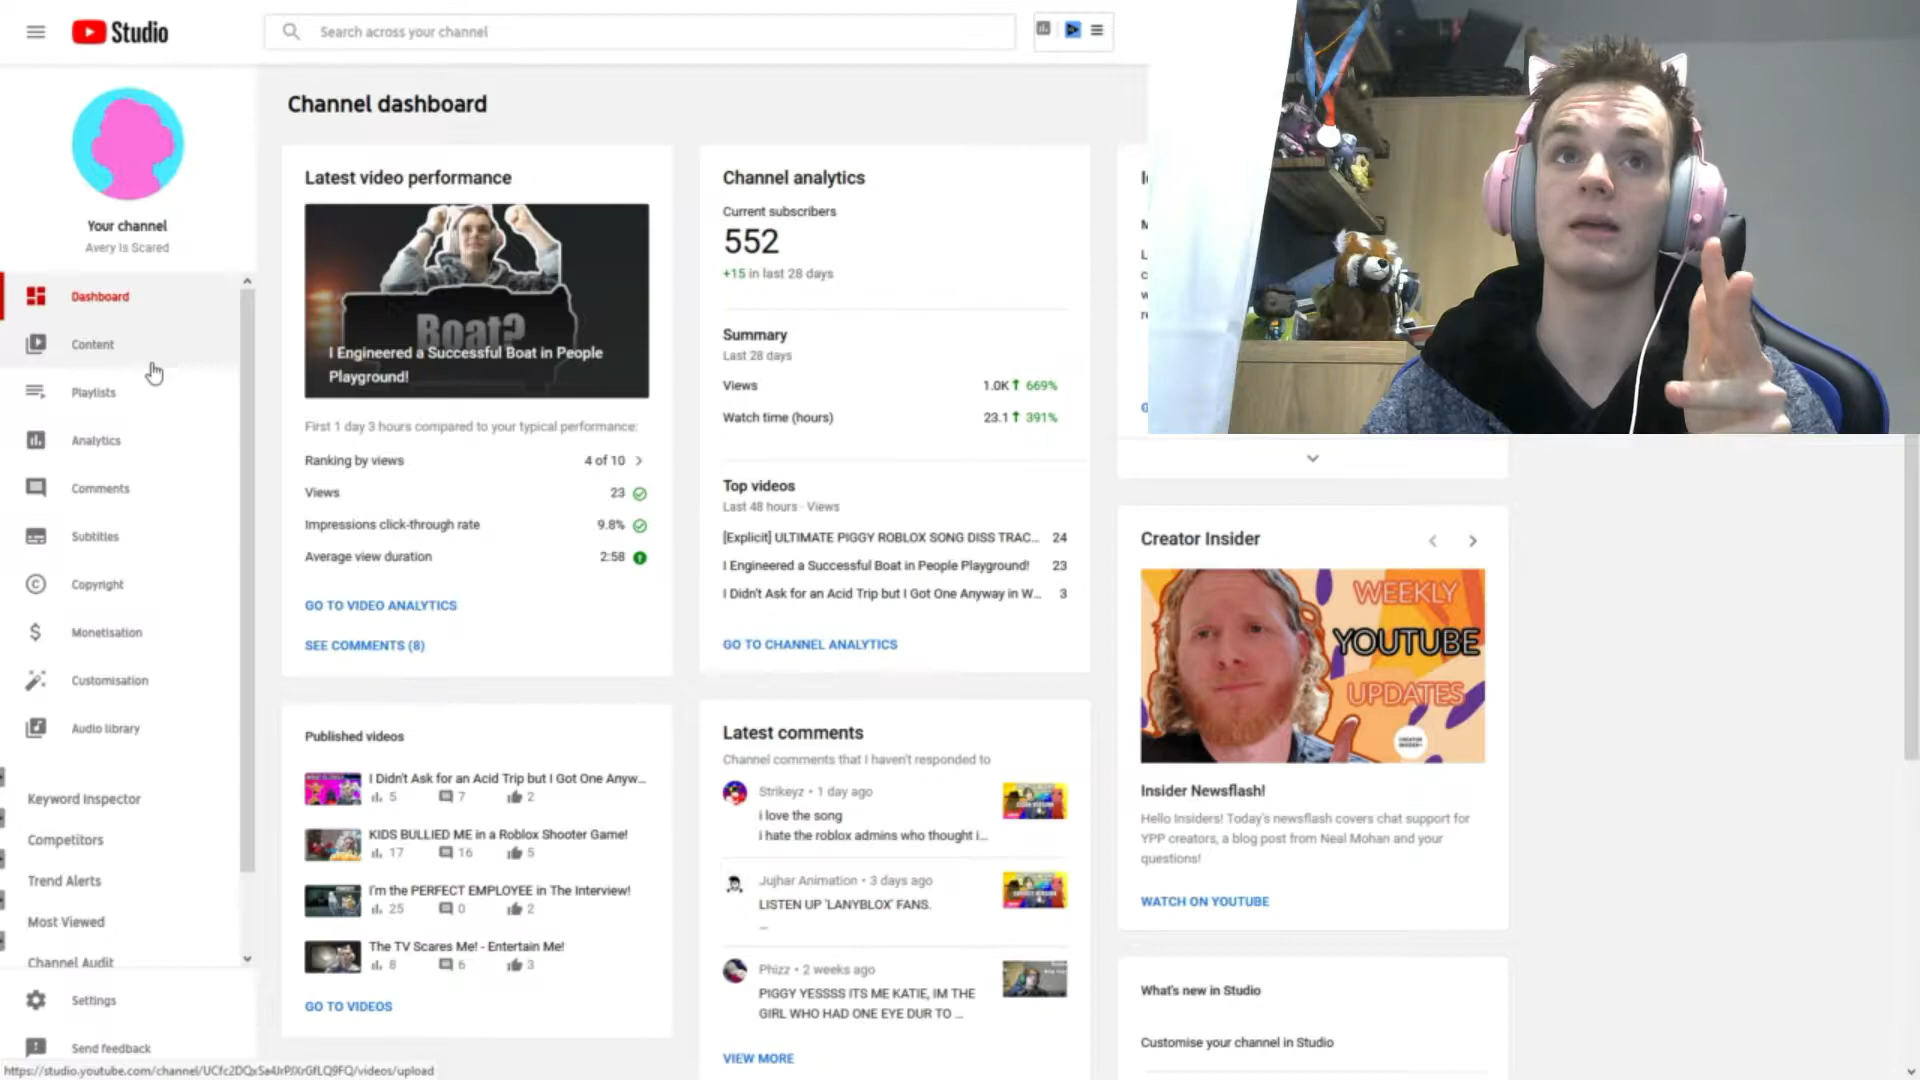 Studio
Search across your channel
Your channel
Avery Is Scared
Dashboard
Content
Playlists
Analytics
Comments
Subtitles
Copyright
Monetisation
Customisation
Audio library
Keyword Inspector
Competitors
Trend Alerts
Most Viewed
Channel Audit
Settings
Send feedback
Channel dashboard
Latest video performance
Boat?
I Engineered a Successful Boat in People
Playground!
First 1 day 3 hours compared to your typical performance:
Ranking by views 4 of 10
Views 23
Impressions click-through rate 9.8%
Average view duration 2:58
GO TO VIDEO ANALYTICS
SEE COMMENTS (8)
Published videos
I Didn't Ask for an Acid Trip but I Got One Anyw...
5 7 2
KIDS BULLIED ME in a Roblox Shooter Game!
17 16 5
I'm the PERFECT EMPLOYEE in The Interview!
25 0 2
The TV Scares Me! - Entertain Me!
8 6 3
GO TO VIDEOS
Channel analytics
Current subscribers
552
+15 in last 28 days
Summary
Last 28 days
Views 1.0K 669%
Watch time (hours) 23.1 391%
Top videos
Last 48 hours · Views
[Explicit] ULTIMATE PIGGY ROBLOX SONG DISS TRAC... 24
I Engineered a Successful Boat in People Playground! 23
I Didn't Ask for an Acid Trip but I Got One Anyway in W... 3
GO TO CHANNEL ANALYTICS
Latest comments
Channel comments that I haven't responded to
Strikeyz • 1 day ago
i love the song
i hate the roblox admins who thought i...
Jujhar Animation • 3 days ago
LISTEN UP 'LANYBLOX' FANS.
...
Phizz • 2 weeks ago
PIGGY YESSSS ITS ME KATIE, IM THE
GIRL WHO HAD ONE EYE DUR TO ...
VIEW MORE
Creator Insider
WEEKLY
YOUTUBE
UPDATES
CREATOR
INSIDER
Insider Newsflash!
Hello Insiders! Today's newsflash covers chat support for
YPP creators, a blog post from Neal Mohan and your
questions!
WATCH ON YOUTUBE
What's new in Studio
Customise your channel in Studio